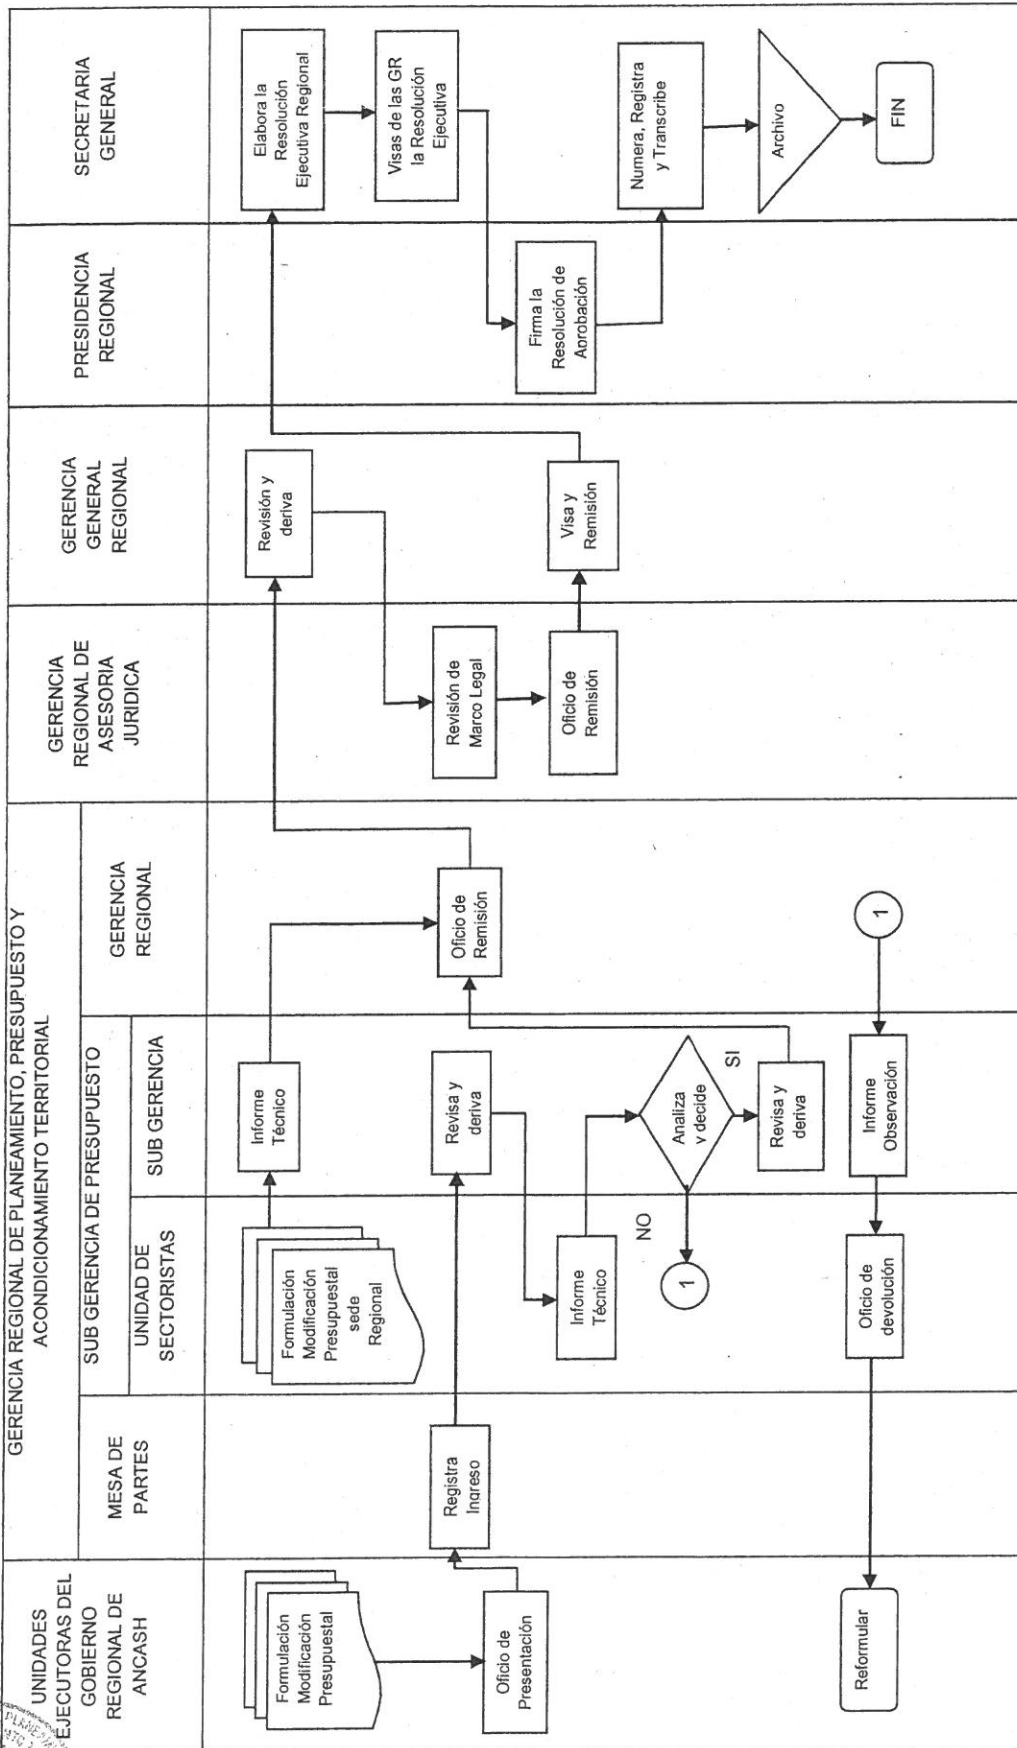 GERENCIA REGIONAL DE PLANEAMIENTO, PRESUPUESTO Y
ACONDICIONAMIENTO TERRITORIAL
UNIDADES
EJECUTORAS DEL
GOBIERNO
REGIONAL DE
ANCASH
MESA DE
PARTES
SUB GERENCIA DE PRESUPUESTO
UNIDAD DE
SECTORISTAS
SUB GERENCIA
GERENCIA
REGIONAL
GERENCIA
REGIONAL DE
ASESORIA
JURIDICA
GERENCIA
GENERAL
REGIONAL
PRESIDENCIA
REGIONAL
SECRETARIA
GENERAL
Formulación
Modificación
Presupuestal
Oficio de
Presentación
Registra
Ingreso
Formulación
Modificación
Presupuestal
sede
Regional
Informe
Técnico
Revisa y
deriva
Informe
Técnico
Analiza
y decide
NO
SI
1
Revisa y
deriva
Oficio de
Remisión
Revisión y
deriva
Revisión de
Marco Legal
Oficio de
Remisión
Visa y
Remisión
Elabora la
Resolución
Ejecutiva Regional
Visas de las GR
la Resolución
Ejecutiva
Firma la
Resolución de
Aprobación
Numera, Registra
y Transcribe
Archivo
FIN
1
Informe
Observación
Oficio de
devolución
Reformular